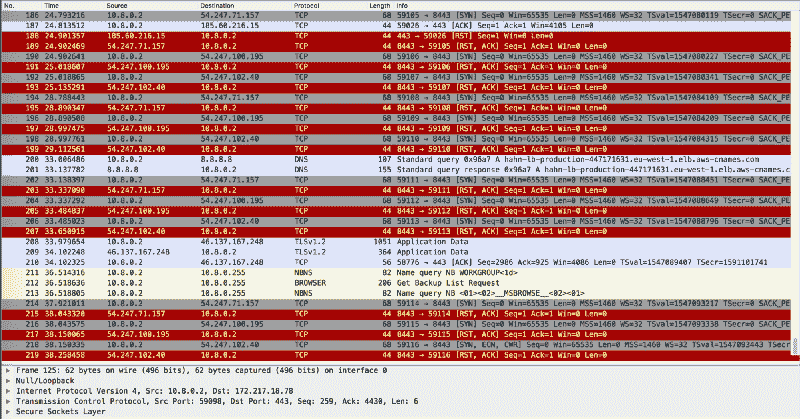 No. Time Source Destination Protocol Length Info
186 24.793216 10.8.0.2 54.247.71.157 TCP 68 59105 → 8443 [SYN] Seq=0 Win=65535 Len=0 MSS=1460 WS=32 TSval=1547080119 TSecr=0 SACK_PE
187 24.813512 10.8.0.2 185.60.216.15 TCP 44 59026 → 443 [ACK] Win=4105 Len=0
188 24.901357 185.60.216.15 10.8.0.2 TCP 44 443 → 59026 [RST] Seq=1 Win=0 Len=0
189 24.902469 54.247.71.157 10.8.0.2 TCP 44 8443 → 59105 [RST, ACK] Seq=1 Ack=1 Win=0 Len=0
190 24.902641 10.8.0.2 54.247.100.195 TCP 68 59106 → 8443 [SYN] Seq=0 Win=65535 Len=0 MSS=1460 WS=32 TSval=1547080227 TSecr=0 SACK_PE
191 25.018607 54.247.100.195 10.8.0.2 TCP 44 8443 → 59106 [RST, ACK] Seq=1 Ack=1 Win=0 Len=0
192 25.018865 10.8.0.2 54.247.102.40 TCP 68 59107 → 8443 [SYN] Seq=0 Win=65535 Len=0 MSS=1460 WS=32 TSval=1547080341 TSecr=0 SACK_PE
193 25.135291 54.247.102.40 10.8.0.2 TCP 44 8443 → 59107 [RST, ACK] Seq=1 Ack=1 Win=0 Len=0
194 28.788443 10.8.0.2 54.247.71.157 TCP 68 59108 → 8443 [SYN] Seq=0 Win=65535 Len=0 MSS=1460 WS=32 TSval=1547084109 TSecr=0 SACK_PE
195 28.890347 54.247.71.157 10.8.0.2 TCP 44 8443 → 59108 [RST, ACK] Seq=1 Ack=1 Win=0 Len=0
196 28.890508 10.8.0.2 54.247.100.195 TCP 68 59109 → 8443 [SYN] Seq=0 Win=65535 Len=0 MSS=1460 WS=32 TSval=1547084209 TSecr=0 SACK_PE
197 28.997475 54.247.100.195 10.8.0.2 TCP 44 8443 → 59109 [RST, ACK] Seq=1 Ack=1 Win=0 Len=0
198 28.997761 10.8.0.2 54.247.102.40 TCP 68 59110 → 8443 [SYN] Seq=0 Win=65535 Len=0 MSS=1460 WS=32 TSval=1547084315 TSecr=0 SACK_PE
199 29.112561 54.247.102.40 10.8.0.2 TCP 44 8443 → 59110 [RST, ACK] Seq=1 Ack=1 Win=0 Len=0
200 33.006486 10.8.0.2 8.8.8.8 DNS 107 Standard query 0x96a7 A hahn-lb-production-447171631.eu-west-1.elb.aws-cnames.com
201 33.137782 8.8.8.8 10.8.0.2 DNS 155 Standard query response 0x96a7 A hahn-lb-production-447171631.eu-west-1.elb.aws-cnames.c
202 33.138397 10.8.0.2 54.247.71.157 TCP 68 59111 → 8443 [SYN] Seq=0 Win=65535 Len=0 MSS=1460 WS=32 TSval=1547088431 TSecr=0 SACK_PE
203 33.337090 54.247.71.157 10.8.0.2 TCP 44 8443 → 59111 [RST, ACK] Seq=1 Ack=1 Win=0 Len=0
204 33.337292 10.8.0.2 54.247.100.195 TCP 68 59112 → 8443 [SYN] Seq=0 Win=65535 Len=0 MSS=1460 WS=32 TSval=1547088649 TSecr=0 SACK_PE
205 33.484837 54.247.100.195 10.8.0.2 TCP 44 8443 → 59112 [RST, ACK] Seq=1 Ack=1 Win=0 Len=0
206 33.485023 10.8.0.2 54.247.102.40 TCP 68 59113 → 8443 [SYN] Seq=0 Win=65535 Len=0 MSS=1460 WS=32 TSval=1547088796 TSecr=0 SACK_PE
207 33.650915 54.247.102.40 10.8.0.2 TCP 44 8443 → 59113 [RST, ACK] Seq=1 Ack=1 Win=0 Len=0
208 33.979654 10.8.0.2 46.137.167.248 TLSv1.2 1051 Application Data
209 34.102248 46.137.167.248 10.8.0.2 TLSv1.2 364 Application Data
210 34.102325 10.8.0.2 46.137.167.248 TCP 56 58776 → 443 [ACK] Seq=2986 Ack=925 Win=4086 Len=0 TSval=1547089407 TSecr=1591101741
211 36.514316 10.8.0.2 10.8.0.255 NBNS 82 Name query NB WORKGROUP<1d>
212 36.518636 10.8.0.2 10.8.0.255 BROWSER 206 Get Backup List Request
213 36.518805 10.8.0.2 10.8.0.255 NBNS 82 Name query NB <01><02>__MSBROWSE__<02><01>
214 37.921011 10.8.0.2 54.247.71.157 TCP 68 59114 → 8443 [SYN] Seq=0 Win=65535 Len=0 MSS=1460 WS=32 TSval=1547093217 TSecr=0 SACK_PE
215 38.043328 54.247.71.157 10.8.0.2 TCP 44 8443 → 59114 [RST, ACK] Seq=1 Ack=1 Win=0 Len=0
216 38.043575 10.8.0.2 54.247.100.195 TCP 68 59115 → 8443 [SYN] Seq=0 Win=65535 Len=0 MSS=1460 WS=32 TSval=1547093338 TSecr=0 SACK_PE
217 38.150065 54.247.100.195 10.8.0.2 TCP 44 8443 → 59115 [RST, ACK] Seq=1 Ack=1 Win=0 Len=0
218 38.150335 10.8.0.2 54.247.102.40 TCP 68 59116 → 8443 [SYN, ECN, CWR] Seq=0 Win=65535 Len=0 MSS=1460 WS=32 TSval=1547093443 TSecr
219 38.258458 54.247.102.40 10.8.0.2 TCP 44 8443 → 59116 [RST, ACK] Seq=1 Ack=1 Win=0 Len=0
Frame 125: 62 bytes on wire (496 bits), 62 bytes captured (496 bits) on interface 0
Null/Loopback
Internet Protocol Version 4, Src: 10.8.0.2, Dst: 172.217.18.78
Transmission Control Protocol, Src Port: 59098, Dst Port: 443, Seq: 259, Ack: 4430, Len: 6
Secure Sockets Layer